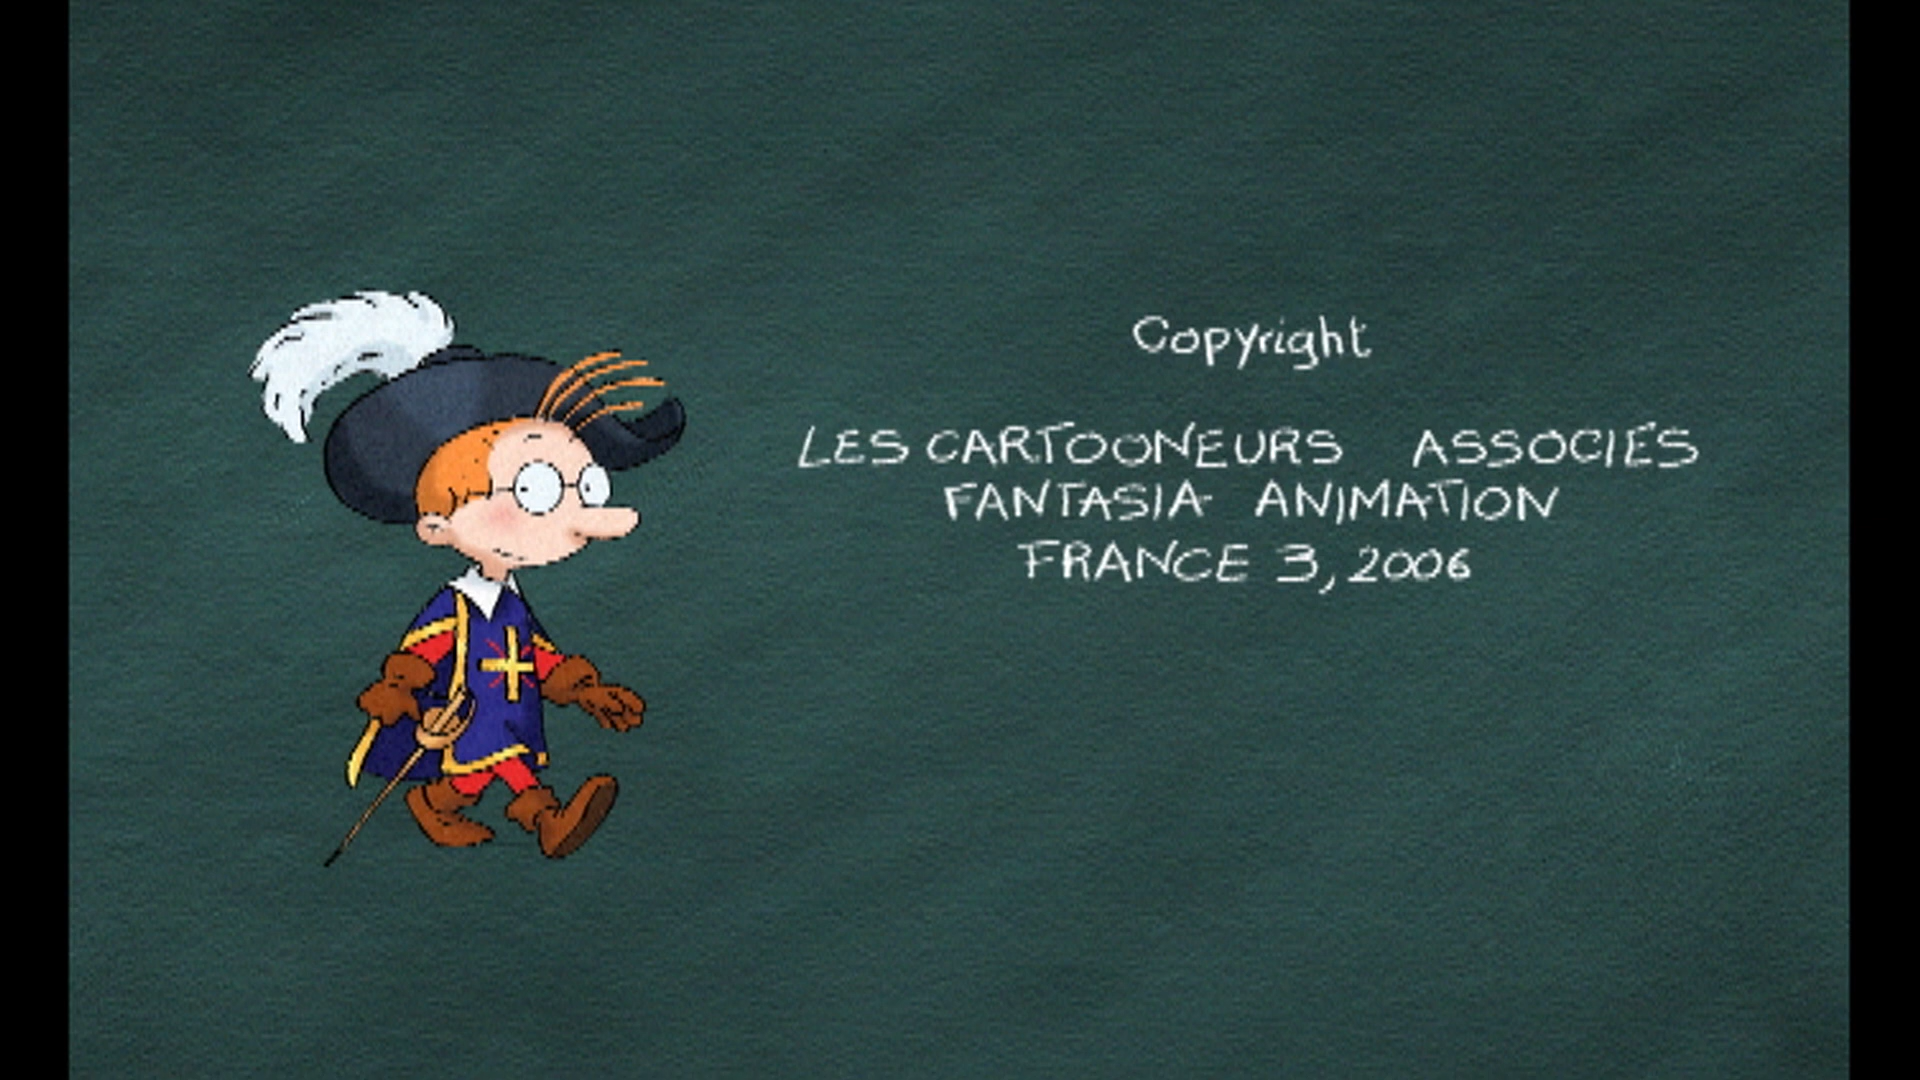 Copyright
LES CARTOONEURS ASSOCIES
FANTASIA ANIMATION
FRANCE 3, 2006